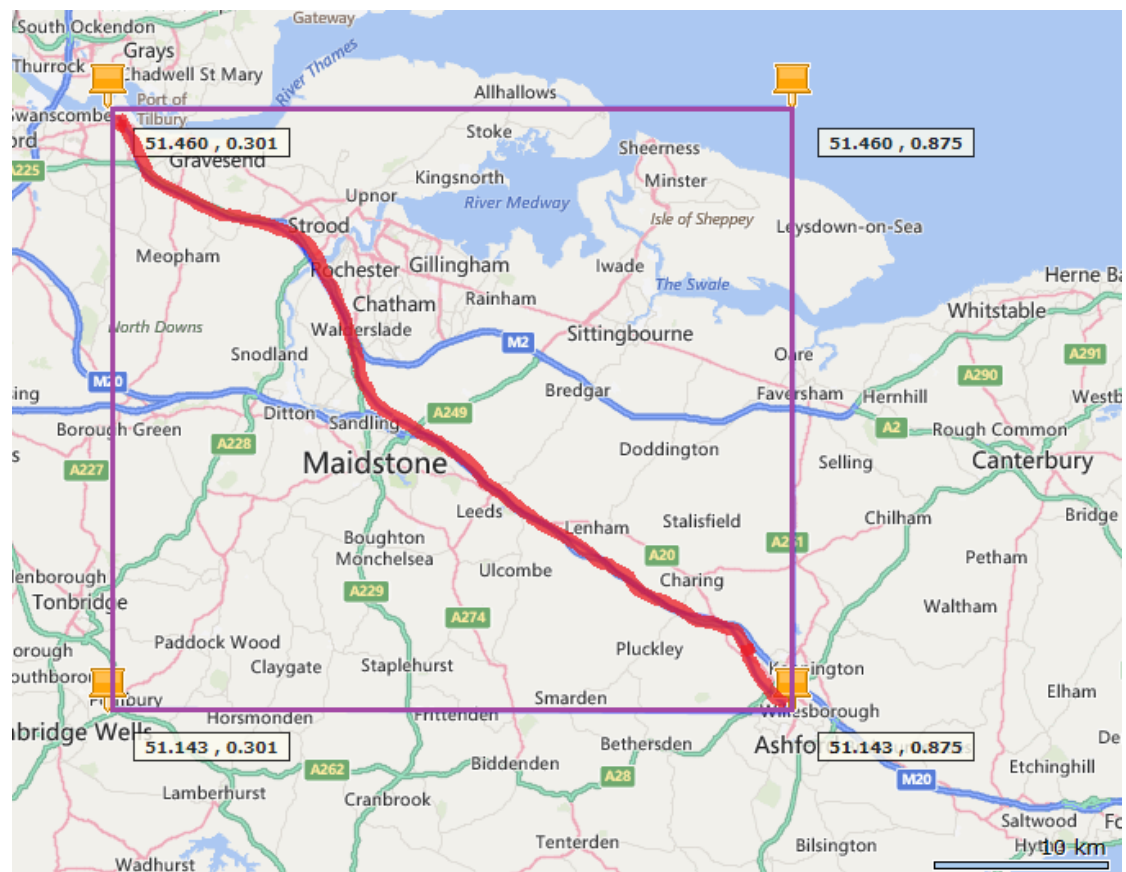 Gateway
South Ockendon
Grays
Thurrock
Chadwell St Mary
River Thames
Port of
Tilbury
Allhallows
Swanscombe
51.460 , 0.301
51.460 , 0.875
Stoke
Sheerness
A225
Gravesend
Kingsnorth
Minster
Upnor
River Medway
Isle of Sheppey
Strood
Leysdown-on-Sea
Meopham
Rochester
Gillingham
Iwade
Herne Ba
The Swale
Chatham
Rainham
Whitstable
North Downs
Walderslade
Sittingbourne
M2
Snodland
Oare
A291
M20
A290
Bredgar
Faversham
Hernhill
Westb
Ditton
A249
Sandling
Borough Green
A228
A2
Rough Common
Doddington
Maidstone
A227
Selling
Canterbury
Leeds
Lenham
Stalisfield
Chilham
Bridge
Boughton
Monchelsea
A251
A20
Petham
Ulcombe
Charing
A229
Tonbridge
Waltham
A274
Paddock Wood
Pluckley
Claygate
Staplehurst
Kennington
Smarden
Elham
Horsmonden
Frittenden
Willesborough
51.143 , 0.301
51.143 , 0.875
Bethersden
Ashfo
Biddenden
A262
A28
Etchinghill
M20
Lamberhurst
Cranbrook
Saltwood
Tenterden
Bilsington
10 km
Wadhurst